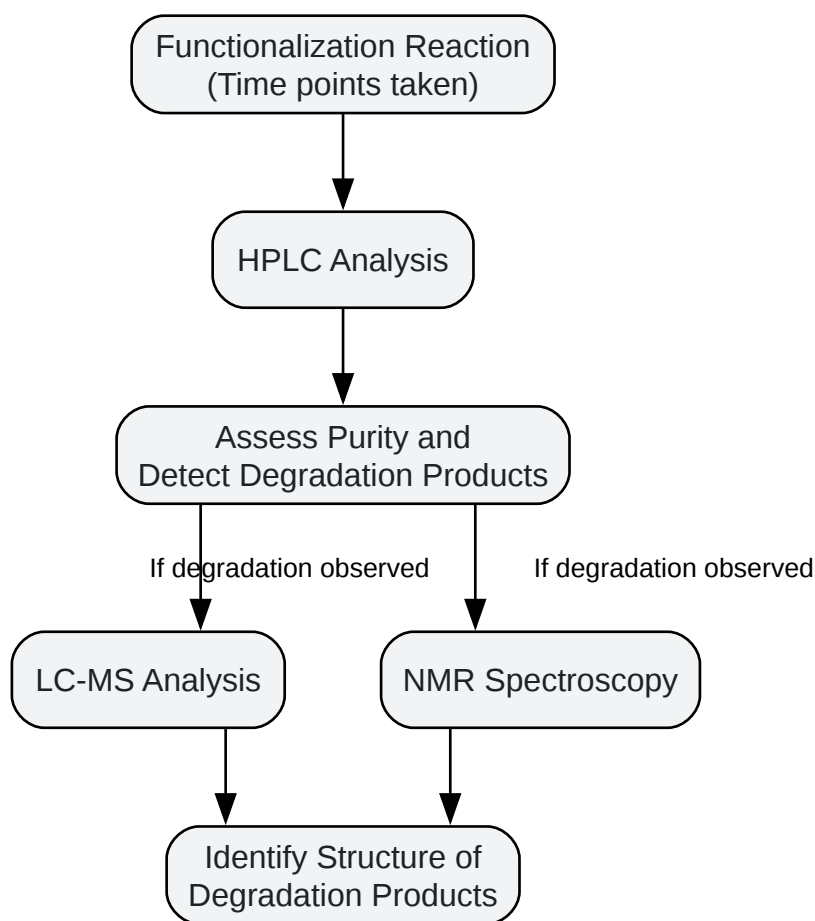 Functionalization Reaction
(Time points taken)
HPLC Analysis
Assess Purity and
Detect Degradation Products
If degradation observed
If degradation observed
LC-MS Analysis
NMR Spectroscopy
Identify Structure of
Degradation Products